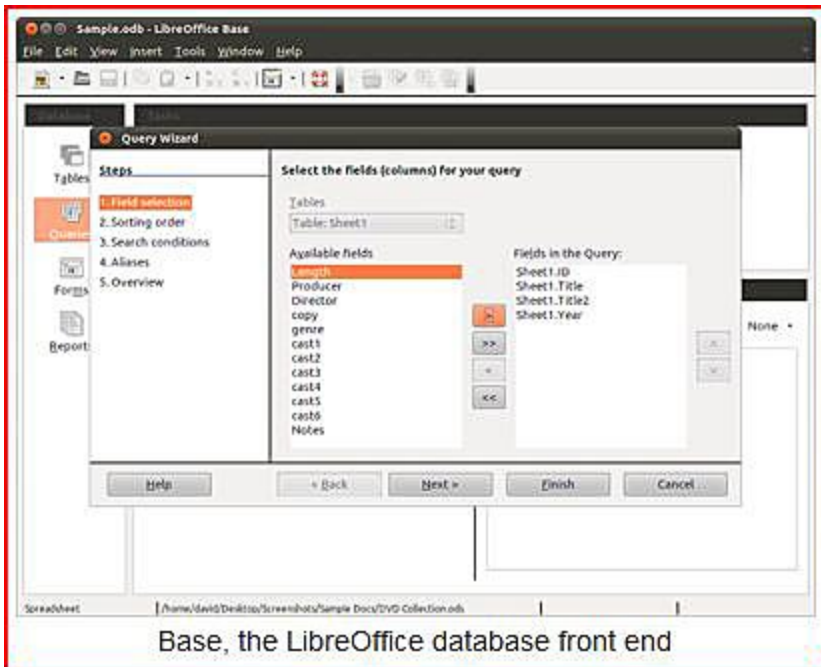 Sample.odb - LibreOffice Base
File Edit View Insert Tools Window Help
Tables
Queries
Forms
Reports
Query Wizard
Steps
1. Field selection
2. Sorting order
3. Search conditions
4. Aliases
5. Overview
Select the fields (columns) for your query
Tables
Table: Sheet1
Available fields
Length
Producer
Director
copy
genre
cast1
cast2
cast3
cast4
cast5
cast6
Notes
>
>>
<
<<
Fields in the Query:
Sheet1.ID
Sheet1.Title
Sheet1.Title2
Sheet1.Year
None
Help
< Back
Next >
Finish
Cancel
Spreadsheet
/home/david/Desktop/Screenshots/Sample Docs/DVD Collection.ods
Base, the LibreOffice database front end